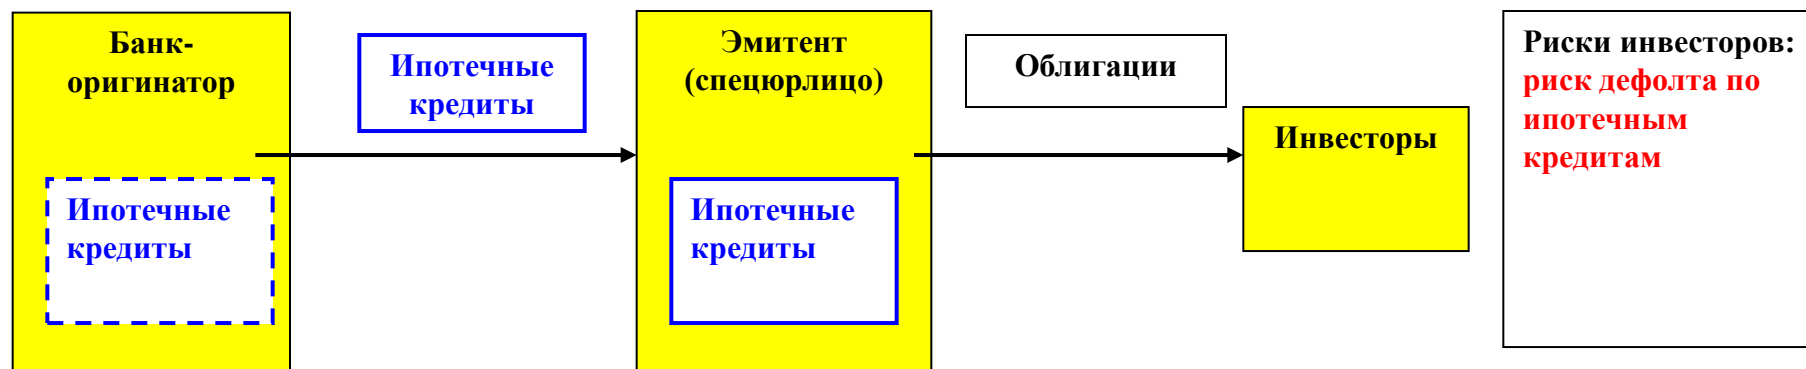 Банк-
оригинатор
Ипотечные
кредиты
Ипотечные
кредиты
Эмитент
(спецюрлицо)
Ипотечные
кредиты
Облигации
Инвесторы
Риски инвесторов:
риск дефолта по
ипотечным
кредитам